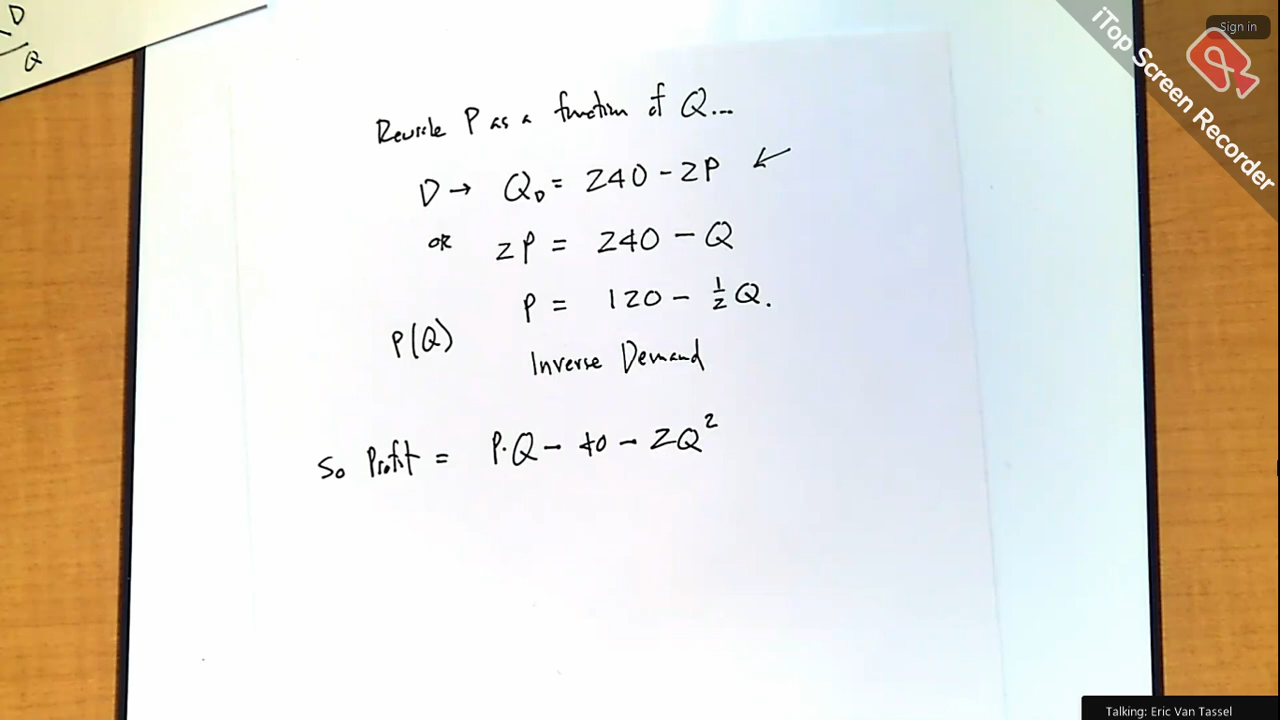 D
Q
Sign in
iTop Screen Recorder
Rewrite P as a function of Q...
D → Q_D = 240 - 2P ↙
OR 2P = 240 - Q
P = 120 - 1/2 Q.
P(Q)
Inverse Demand
So Profit = P·Q - 40 - 2Q²
Talking: Eric Van Tassel